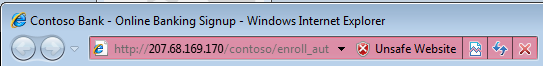 Contoso Bank - Online Banking Signup - Windows Internet Explorer
http://207.68.169.170/contoso/enroll_aut Unsafe Website